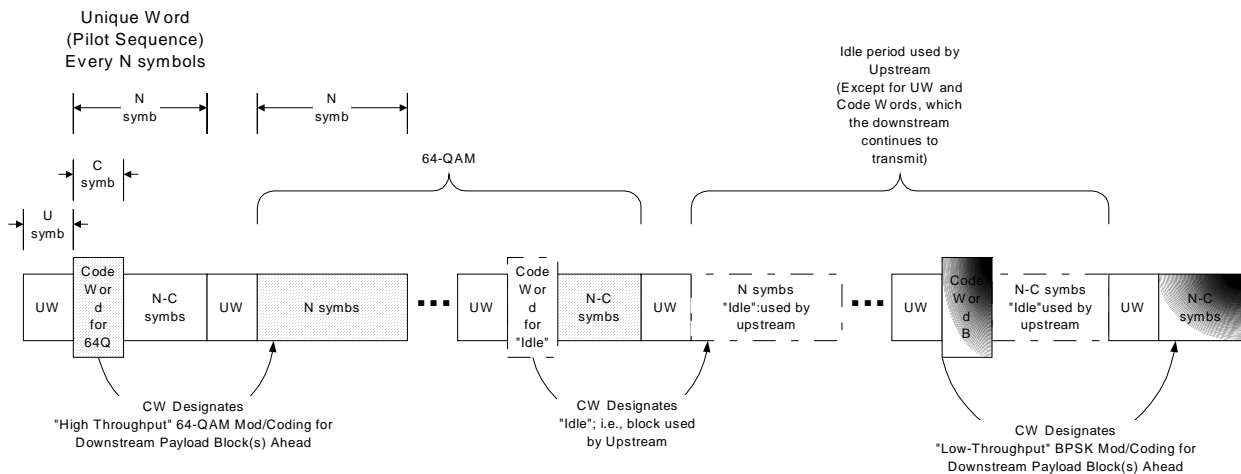 Unique Word
(Pilot Sequence)
Every N symbols
Idle period used by
Upstream
(Except for UW and
Code Words, which
the downstream
continues to
transmit)
N
symb
N
symb
C
symb
64-QAM
U
symb
UW
Code
Wor
d
for
64Q
N-C
symbs
UW
N symbs
Code
Wor
d
for
"Idle"
N-C
symbs
UW
N symbs
"Idle":used by
upstream
UW
Code
Wor
d
B
N-C symbs
"Idle"used by
upstream
UW
N-C
symbs
CW Designates
"High Throughput" 64-QAM Mod/Coding for
Downstream Payload Block(s) Ahead
CW Designates
"Idle"; i.e., block used
by Upstream
CW Designates
"Low-Throughput" BPSK Mod/Coding for
Downstream Payload Block(s) Ahead